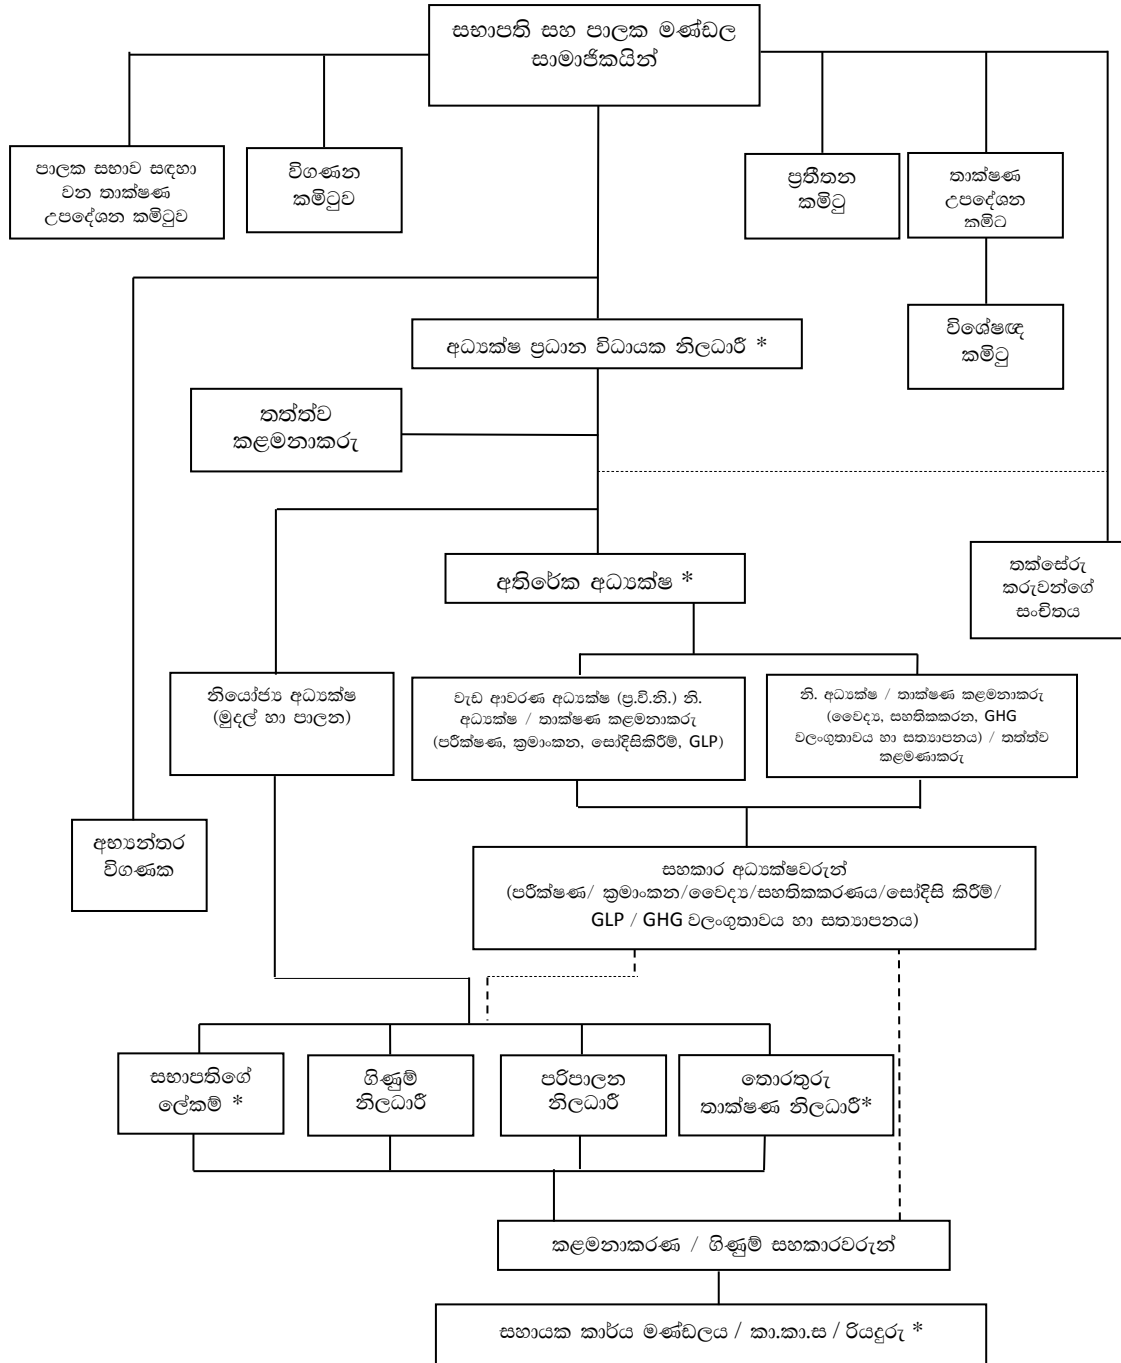 සභාපති සහ පාලක මණ්ඩල
සාමාජිකයින්
පාලක සභාව සඳහා
වන තාක්ෂණ
උපදේශන කමිටුව
විගණන
කමිටුව
ප්‍රතීතන
කමිටු
තාක්ෂණ
උපදේශන
කමිට
විශේෂඥ
කමිටු
අධ්‍යක්ෂ ප්‍රධාන විධායක නිලධාරී *
තත්ත්ව
කළමනාකරු
අතිරේක අධ්‍යක්ෂ *
තක්සේරු
කරුවන්ගේ
සංචිතය
නියෝජ්‍ය අධ්‍යක්ෂ
(මුදල් හා පාලන)
වැඩ ආවරණ අධ්‍යක්ෂ (ප්‍ර.වි.නි.) නි.
අධ්‍යක්ෂ / තාක්ෂණ කළමනාකරු
(පරීක්ෂණ, ක්‍රමාංකන, සෝදිසිකිරීම්, GLP)
නි. අධ්‍යක්ෂ / තාක්ෂණ කළමනාකරු
(වෛද්‍ය, සහතිකකරන, GHG
වලංගුතාවය හා සත්‍යාපනය) / තත්ත්ව
කළමණාකරු
අභ්‍යන්තර
විගණක
සහකාර අධ්‍යක්ෂවරුන්
(පරීක්ෂණ/ ක්‍රමාංකන/වෛද්‍ය/සහතිකකරණය/සෝදිසි කිරීම්/
GLP / GHG වලංගුතාවය හා සත්‍යාපනය)
සභාපතිගේ
ලේකම් *
ගිණුම්
නිලධාරී
පරිපාලන
නිලධාරී
තොරතුරු
තාක්ෂණ නිලධාරී*
කළමනාකරණ / ගිණුම් සහකාරවරුන්
සහායක කාර්ය මණ්ඩලය / කා.කා.ස / රියදුරු *